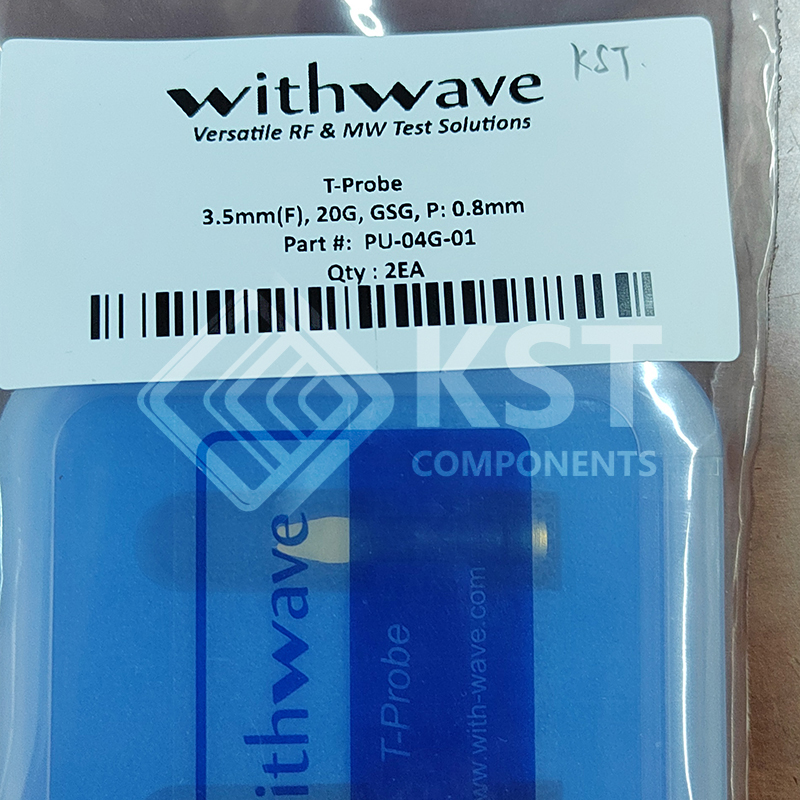 KST.
withwave
Versatile RF & MW Test Solutions
T-Probe
3.5mm(F), 20G, GSG, P: 0.8mm
Part #: PU-04G-01
Qty : 2EA
KST
COMPONENTS
withwave
T-Probe
www.with-wave.com